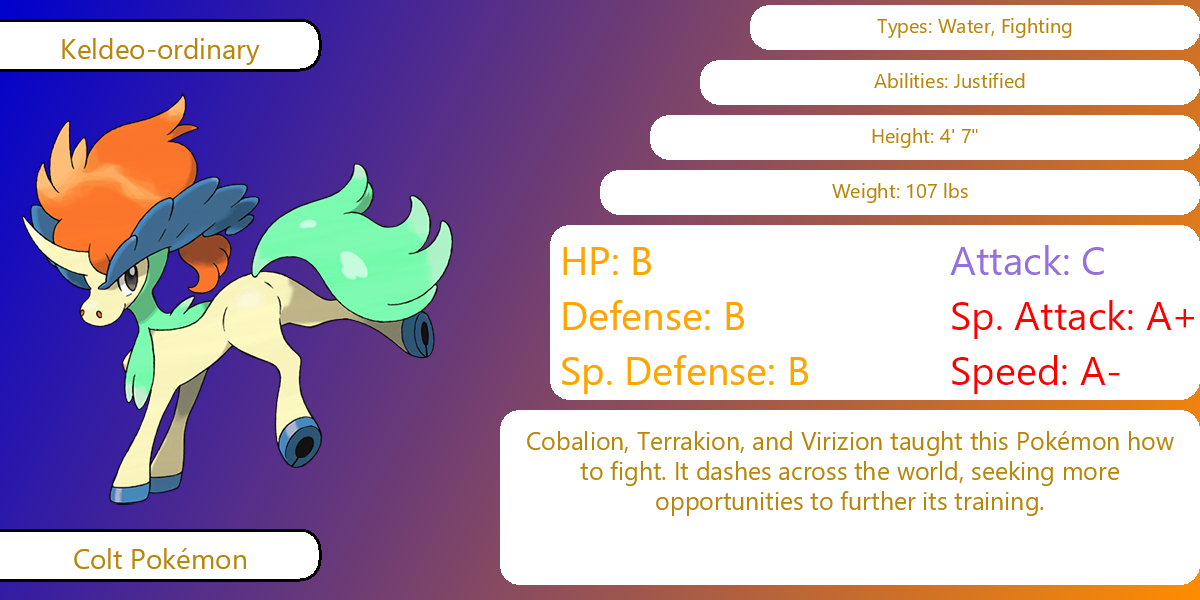 Keldeo-ordinary
Types: Water, Fighting
Abilities: Justified
Height: 4' 7"
Weight: 107 lbs
HP: B
Attack: C
Defense: B
Sp. Attack: A+
Sp. Defense: B
Speed: A-
Cobalion, Terrakion, and Virizion taught this Pokémon how
to fight. It dashes across the world, seeking more
opportunities to further its training.
Colt Pokémon